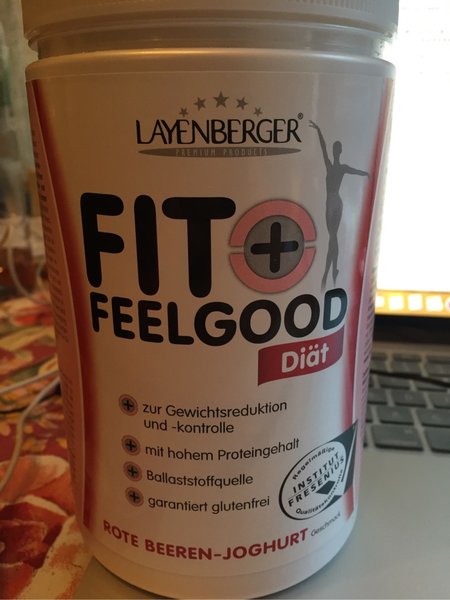 LAYENBERGER®
PREMIUM PRODUCTS
FIT+
FEELGOOD
Diät
zur Gewichtsreduktion
und -kontrolle
mit hohem Proteingehalt
Ballaststoffquelle
garantiert glutenfrei
Regelmäßige
INSTITUT
FRESENIUS
ROTE BEEREN-JOGHURT Geschmack